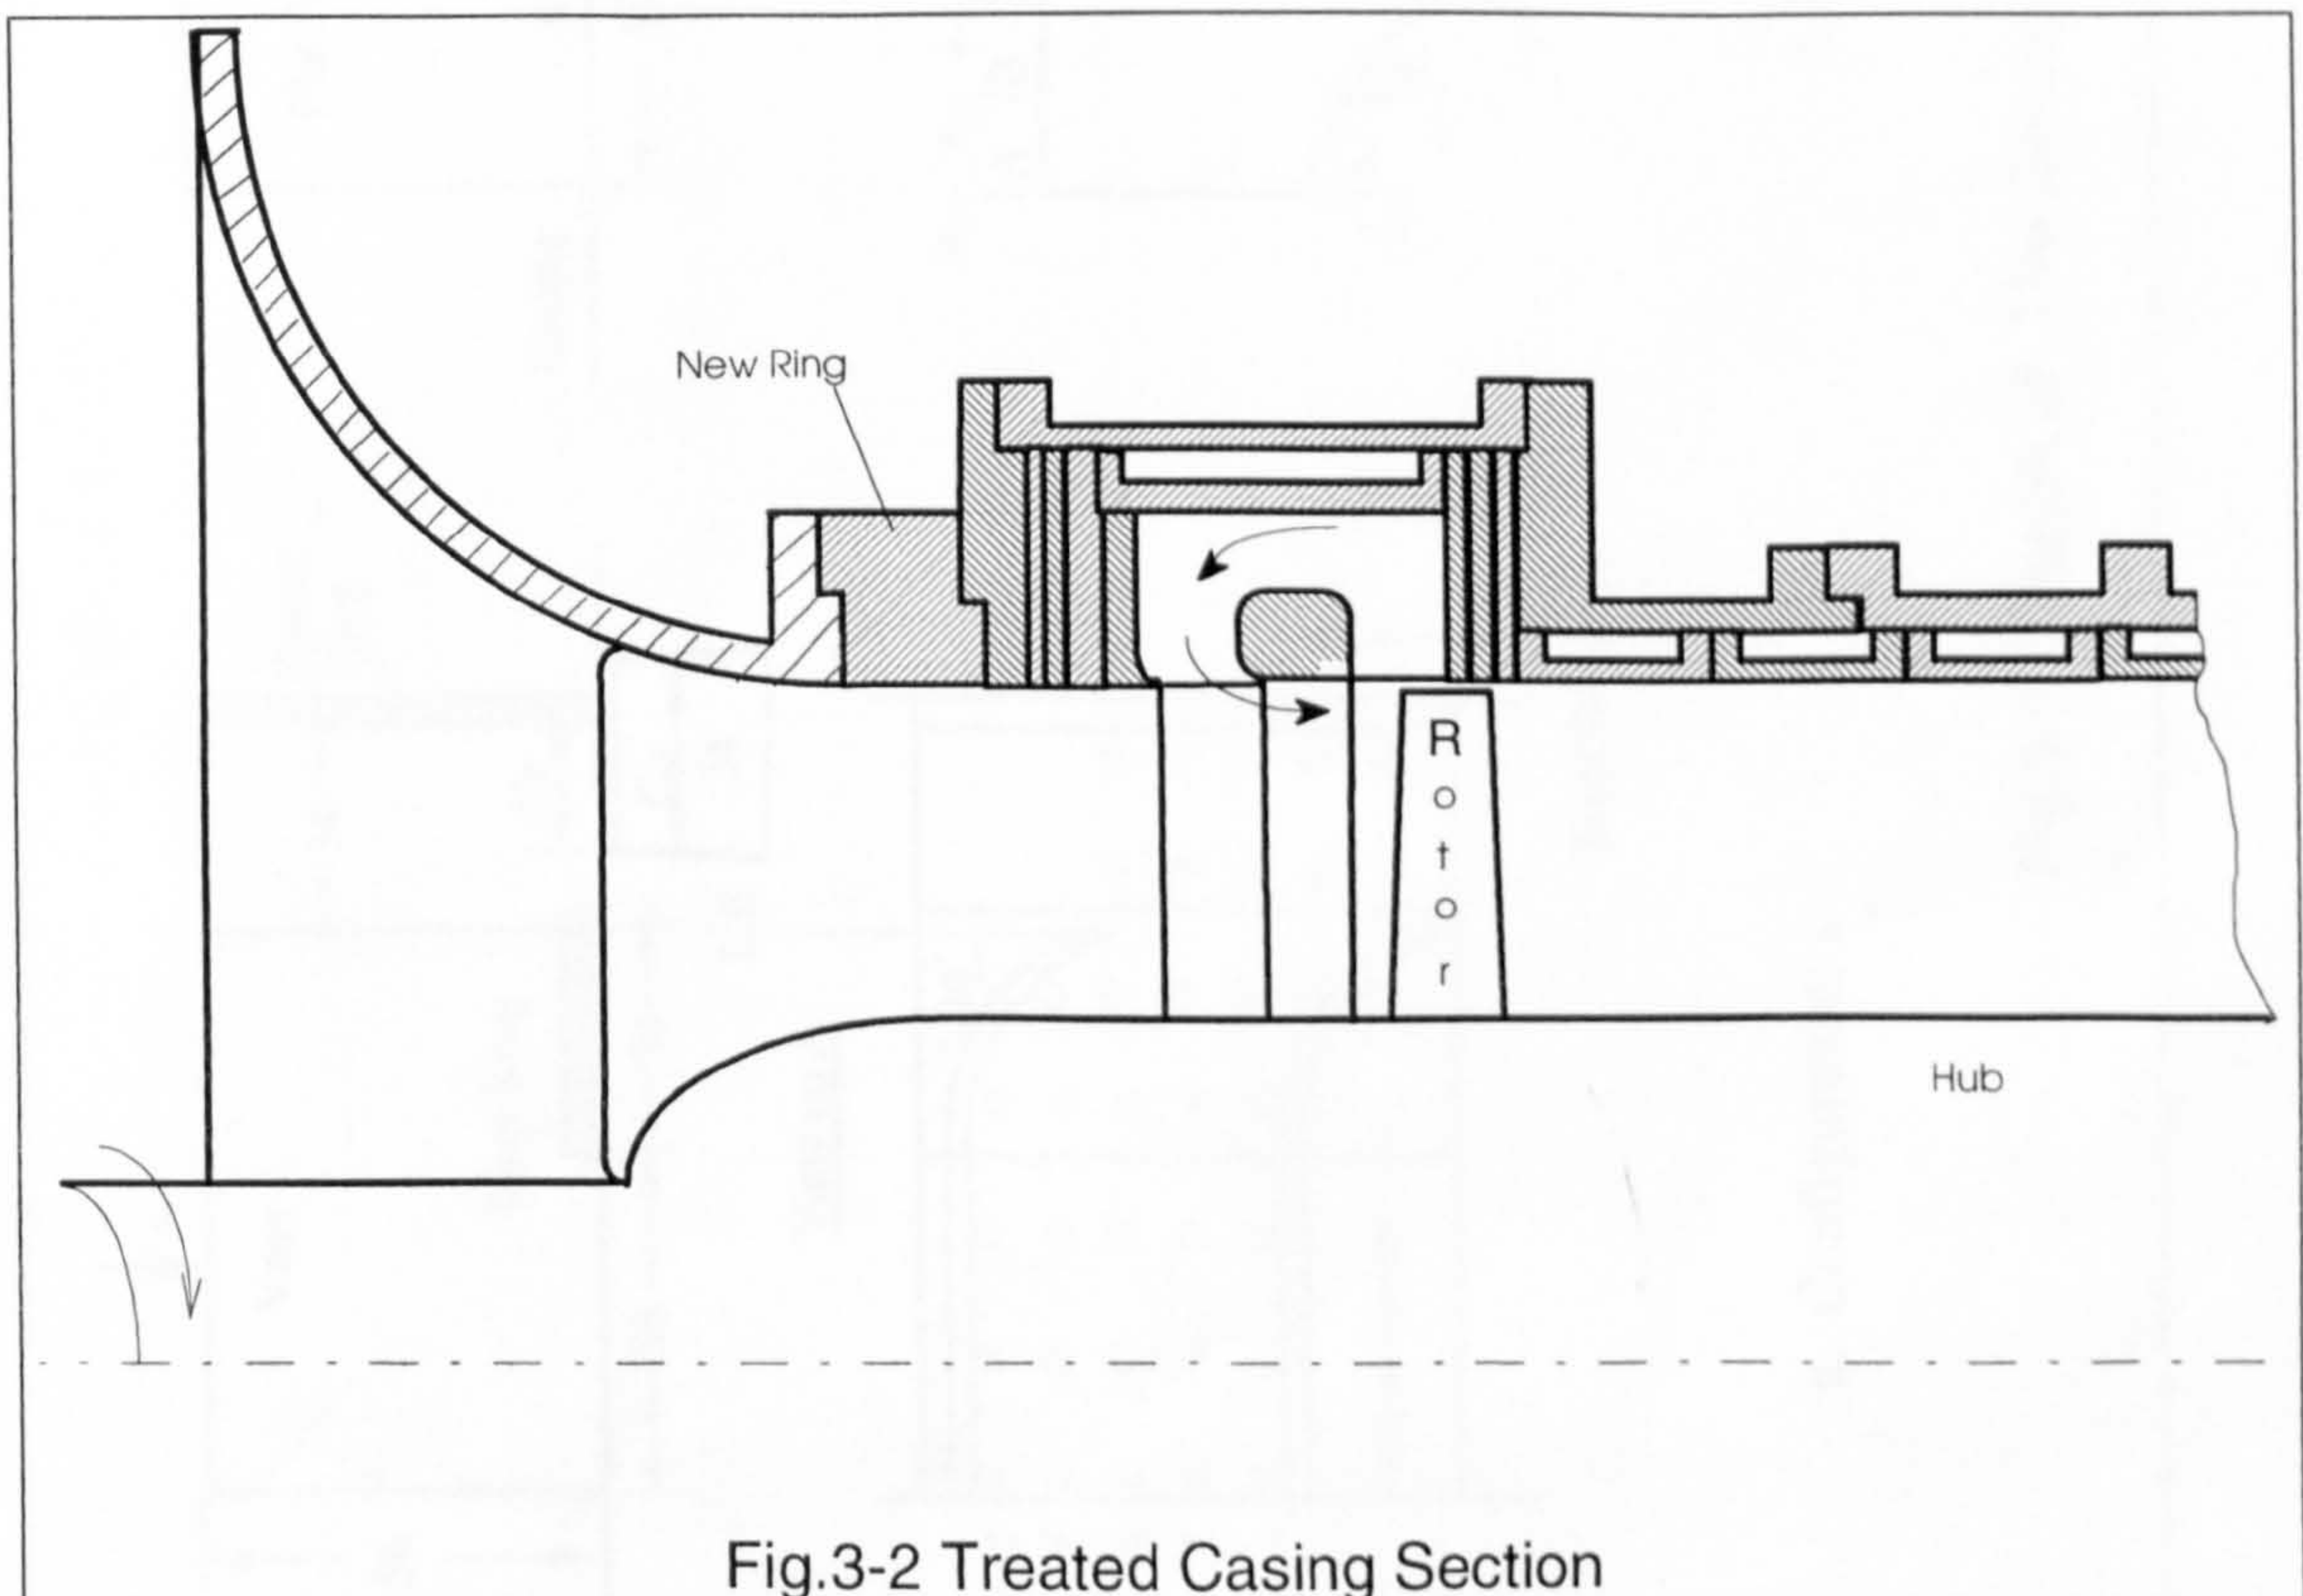 New Ring
R
o
t
o
r
Hub
Fig.3-2 Treated Casing Section